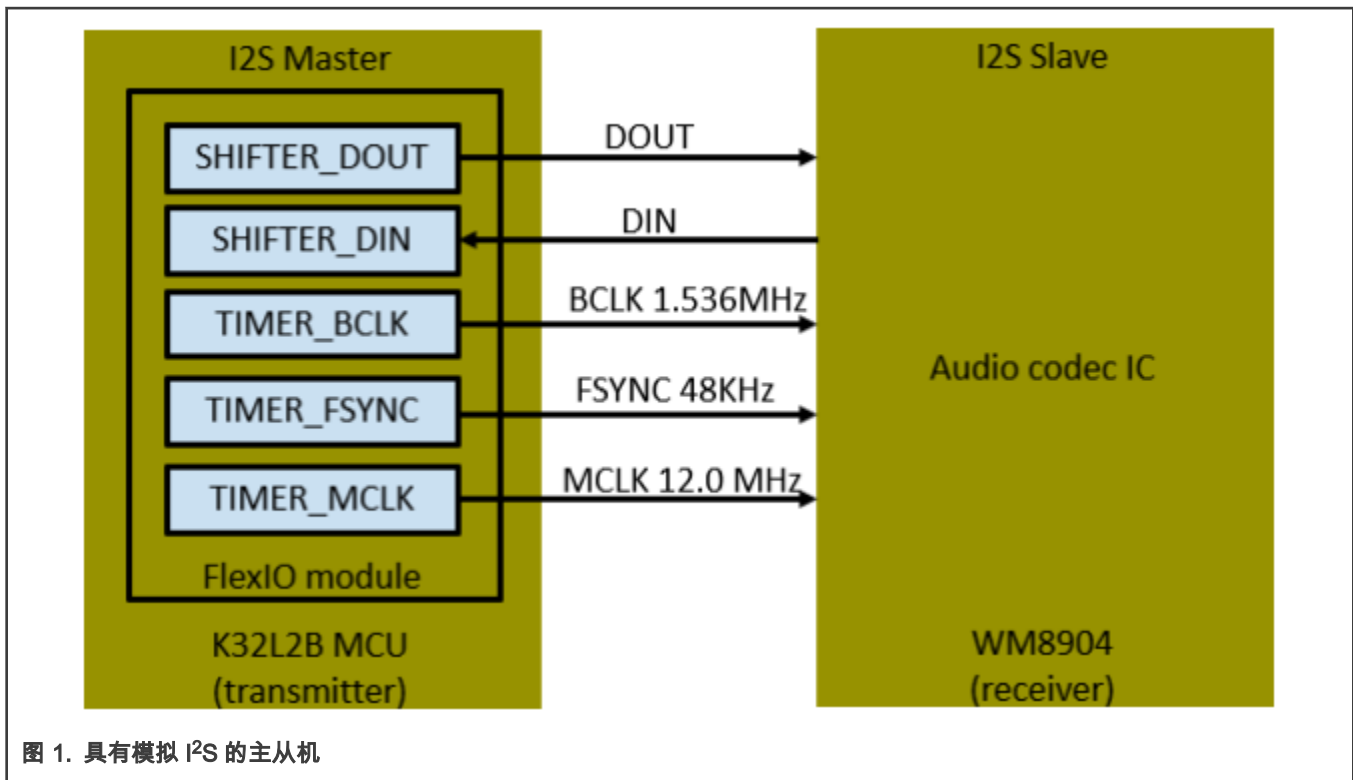 I2S Master
SHIFTER_DOUT
SHIFTER_DIN
TIMER_BCLK
TIMER_FSYNC
TIMER_MCLK
FlexIO module
K32L2B MCU
(transmitter)
DOUT
DIN
BCLK 1.536MHz
FSYNC 48KHz
MCLK 12.0 MHz
I2S Slave
Audio codec IC
WM8904
(receiver)
图 1. 具有模拟 I²S 的主从机